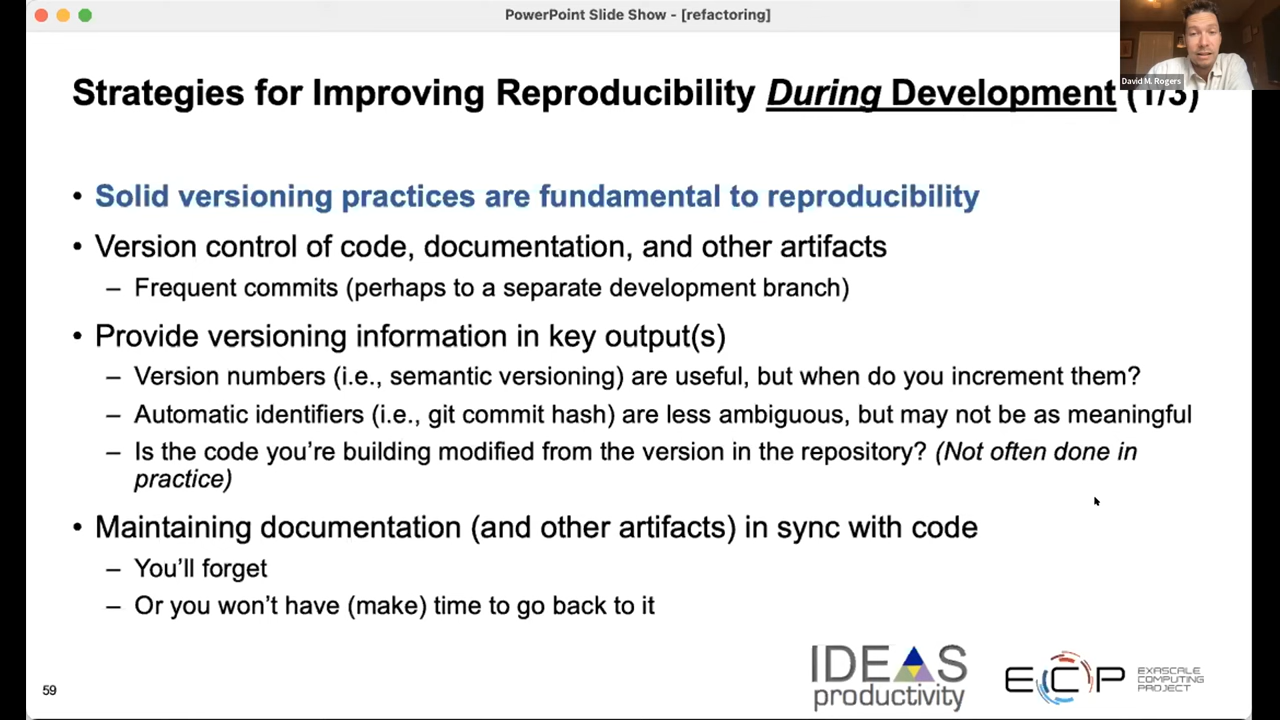 PowerPoint Slide Show - [refactoring]
David M. Rogers
Strategies for Improving Reproducibility During Development (1/3)
• Solid versioning practices are fundamental to reproducibility
• Version control of code, documentation, and other artifacts
– Frequent commits (perhaps to a separate development branch)
• Provide versioning information in key output(s)
– Version numbers (i.e., semantic versioning) are useful, but when do you increment them?
– Automatic identifiers (i.e., git commit hash) are less ambiguous, but may not be as meaningful
– Is the code you’re building modified from the version in the repository? (Not often done in
practice)
• Maintaining documentation (and other artifacts) in sync with code
– You’ll forget
– Or you won’t have (make) time to go back to it
59
IDEAS
productivity
ECP
EXASCALE
COMPUTING
PROJECT